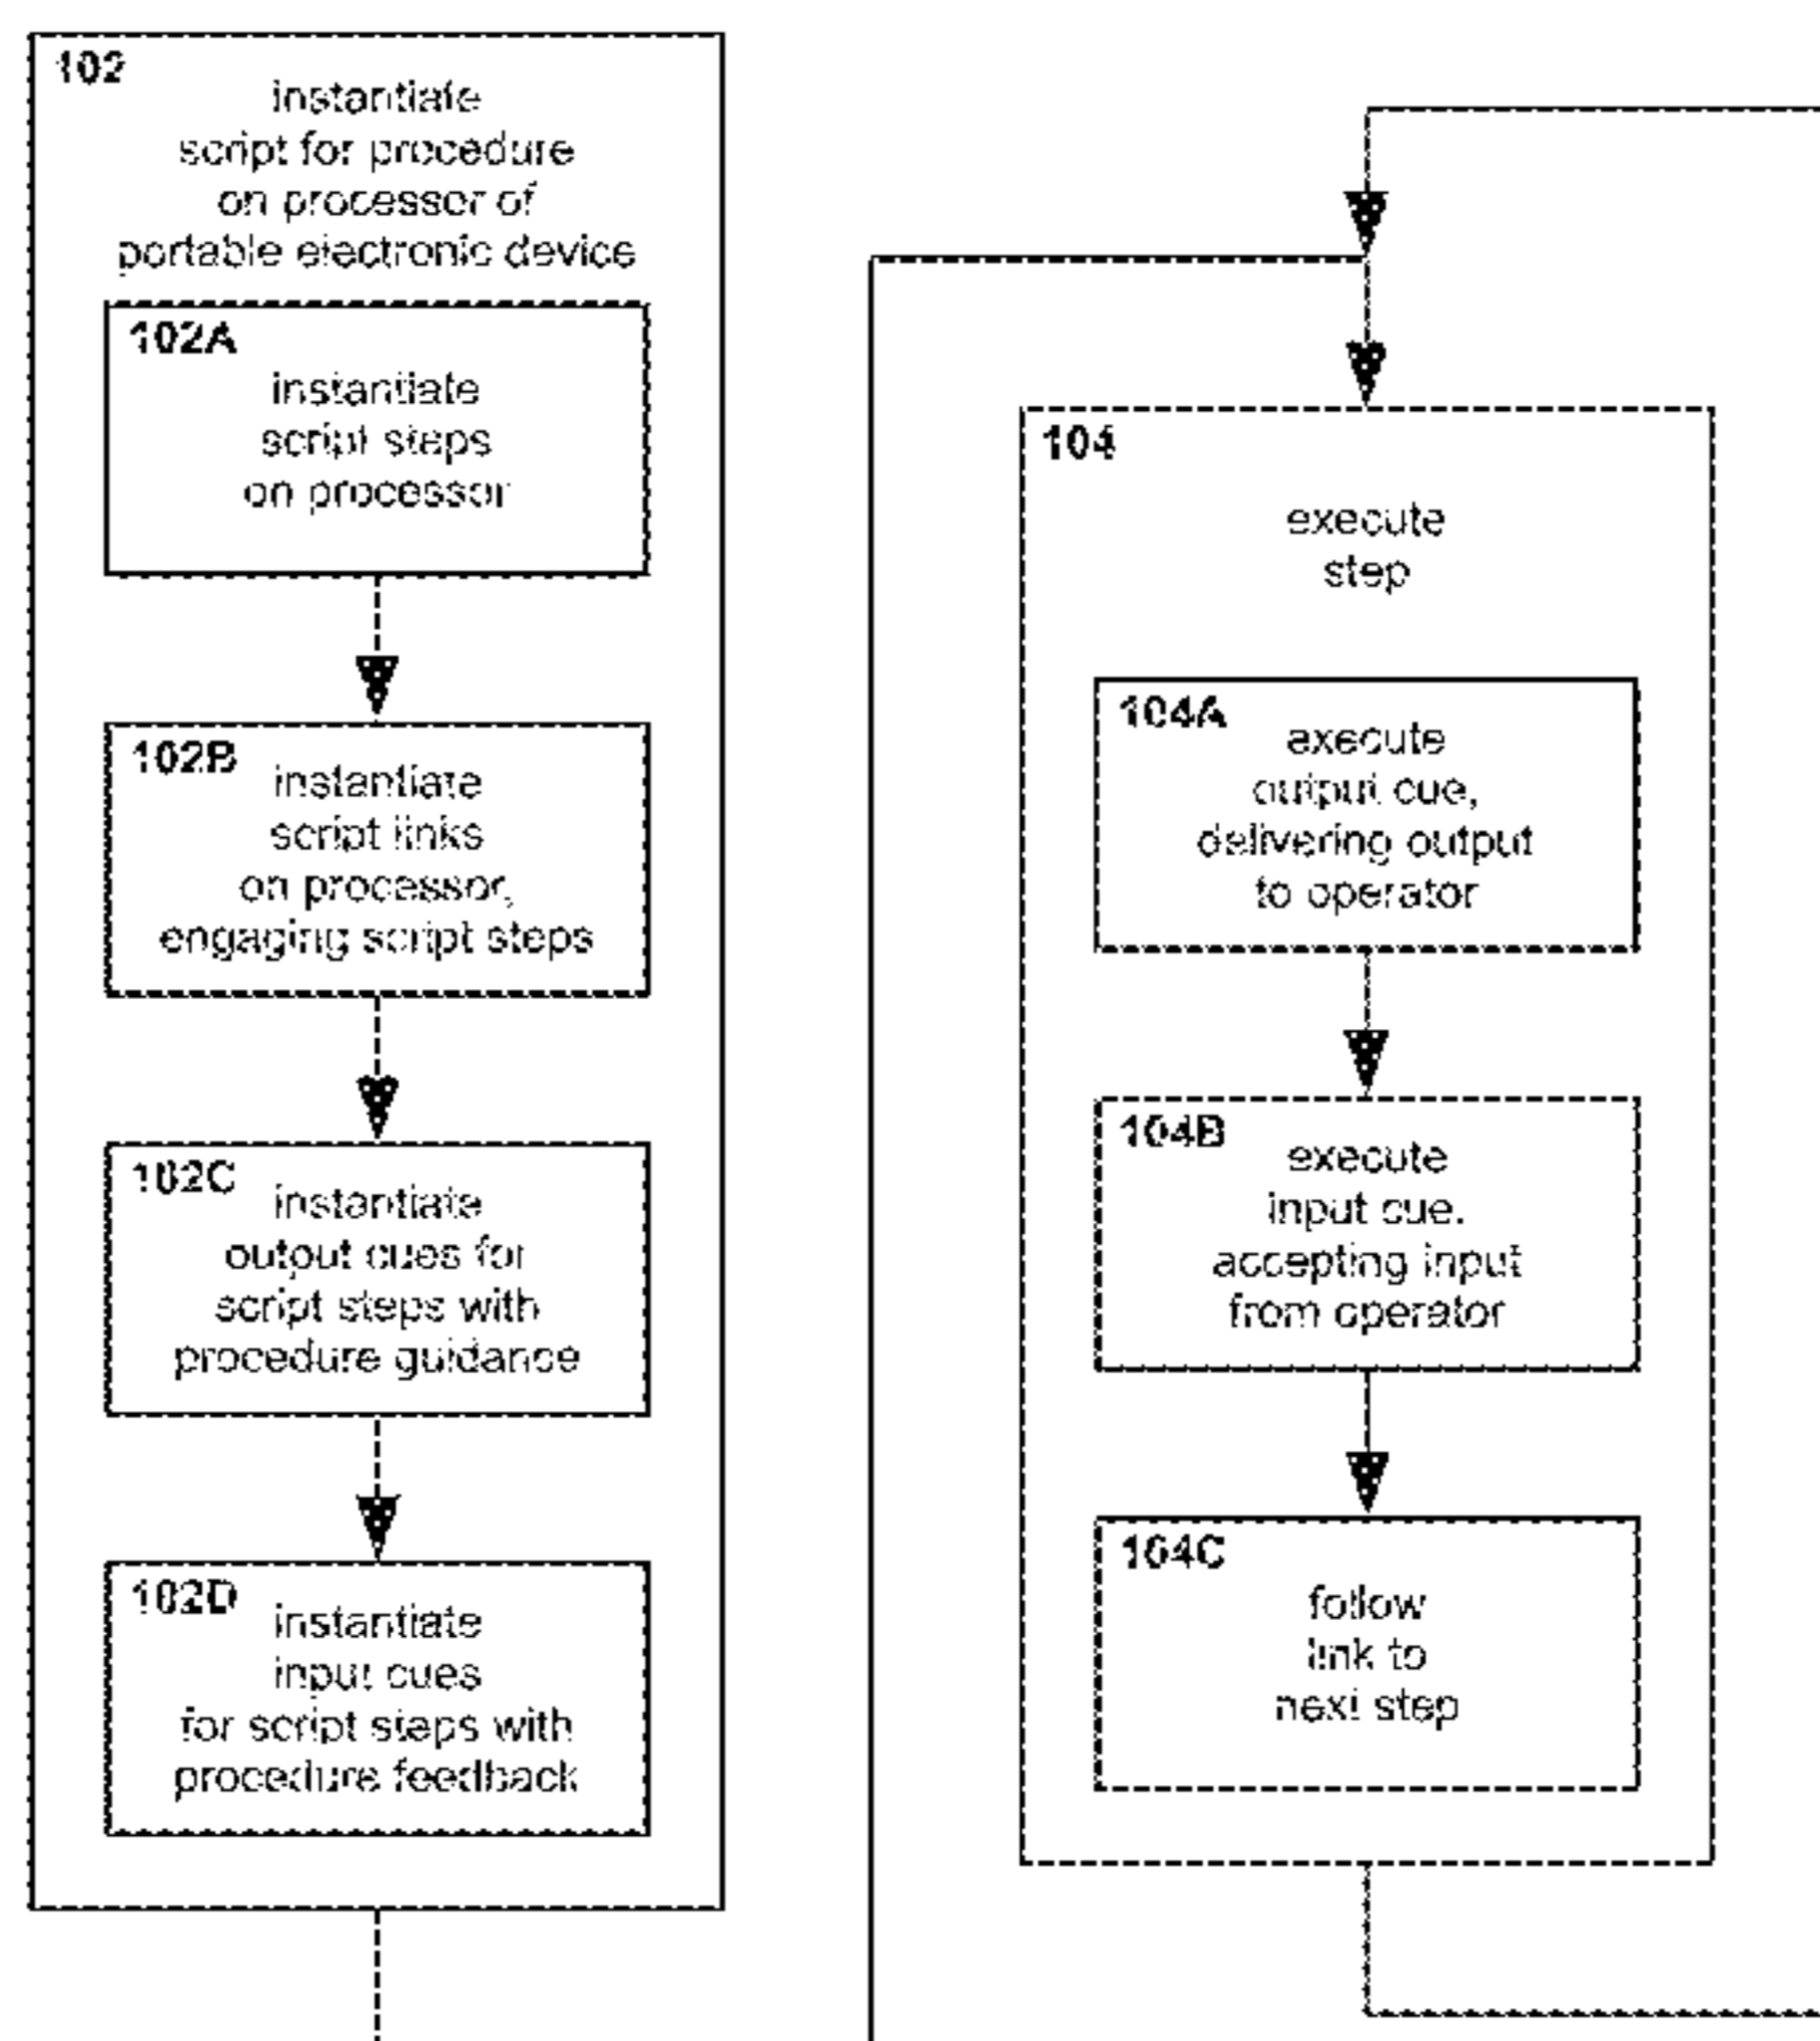 102
instantiate
script for procedure
on processor of
portable electronic device
102A
instantiate
script steps
on processor
102B
instantiate
script links
on processor,
engaging script steps
102C
instantiate
output cues for
script steps with
procedure guidance
102D
instantiate
input cues
for script steps with
procedure feedback
104
execute
step
104A
execute
output cue,
delivering output
to operator
104B
execute
input cue.
accepting input
from operator
104C
follow
link to
next step